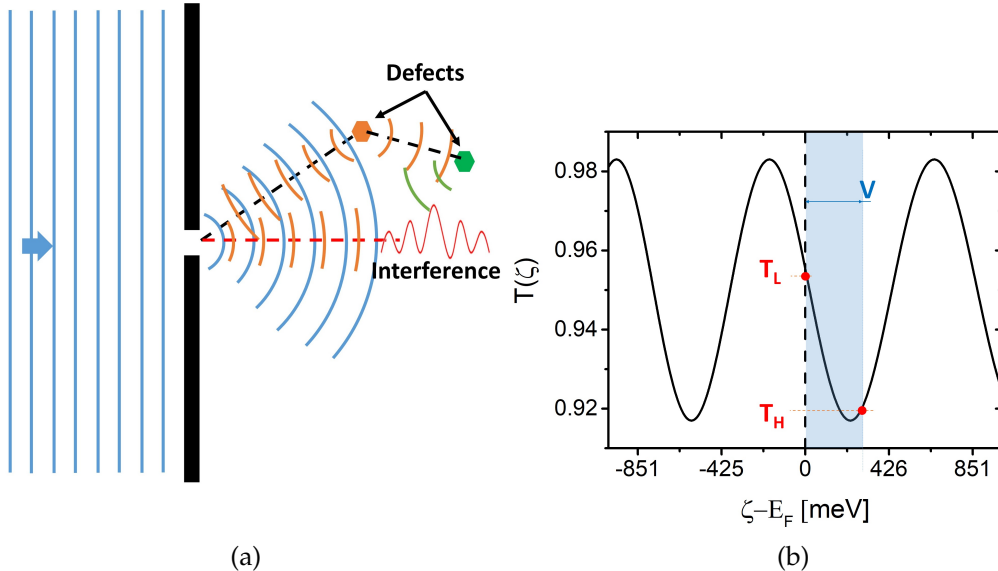 Defects
Interference
(a)
T(ζ)
0.98
0.96
0.94
0.92
V
T_L
T_H
-851
-425
0
426
851
ζ–E_F [meV]
(b)